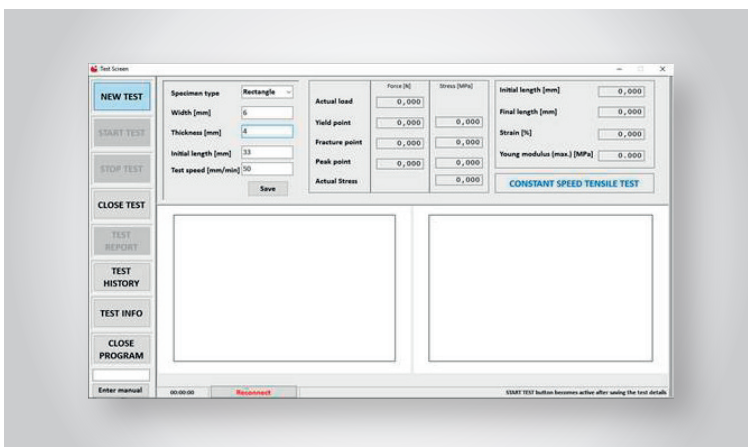 Test Screen
NEW TEST
START TEST
STOP TEST
CLOSE TEST
TEST
REPORT
TEST
HISTORY
TEST INFO
CLOSE
PROGRAM
Enter manual
Specimen type Rectangle
Width [mm] 6
Thickness [mm] 4
Initial length [mm] 33
Test speed [mm/min] 50
Save
Force [N] Stress [MPa]
Actual load 0,000
Yield point 0,000 0,000
Fracture point 0,000 0,000
Peak point 0,000 0,000
Actual Stress 0,000
Initial length [mm] 0,000
Final length [mm] 0,000
Strain [%] 0,000
Young modulus (max.) [MPa] 0.000
CONSTANT SPEED TENSILE TEST
00:00:00 Reconnect START TEST button becomes active after saving the test details